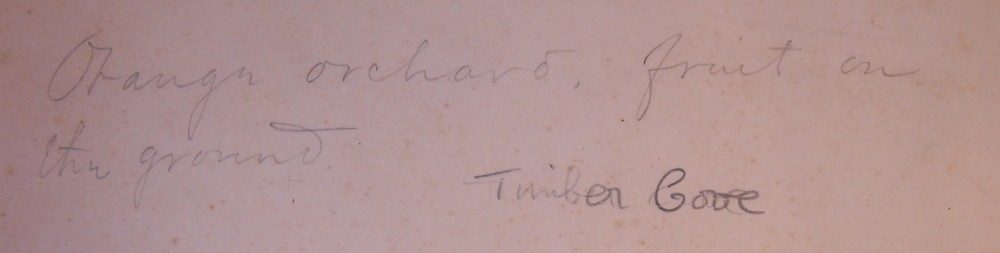 Orange orchard, fruit on
the ground
Timber Cove